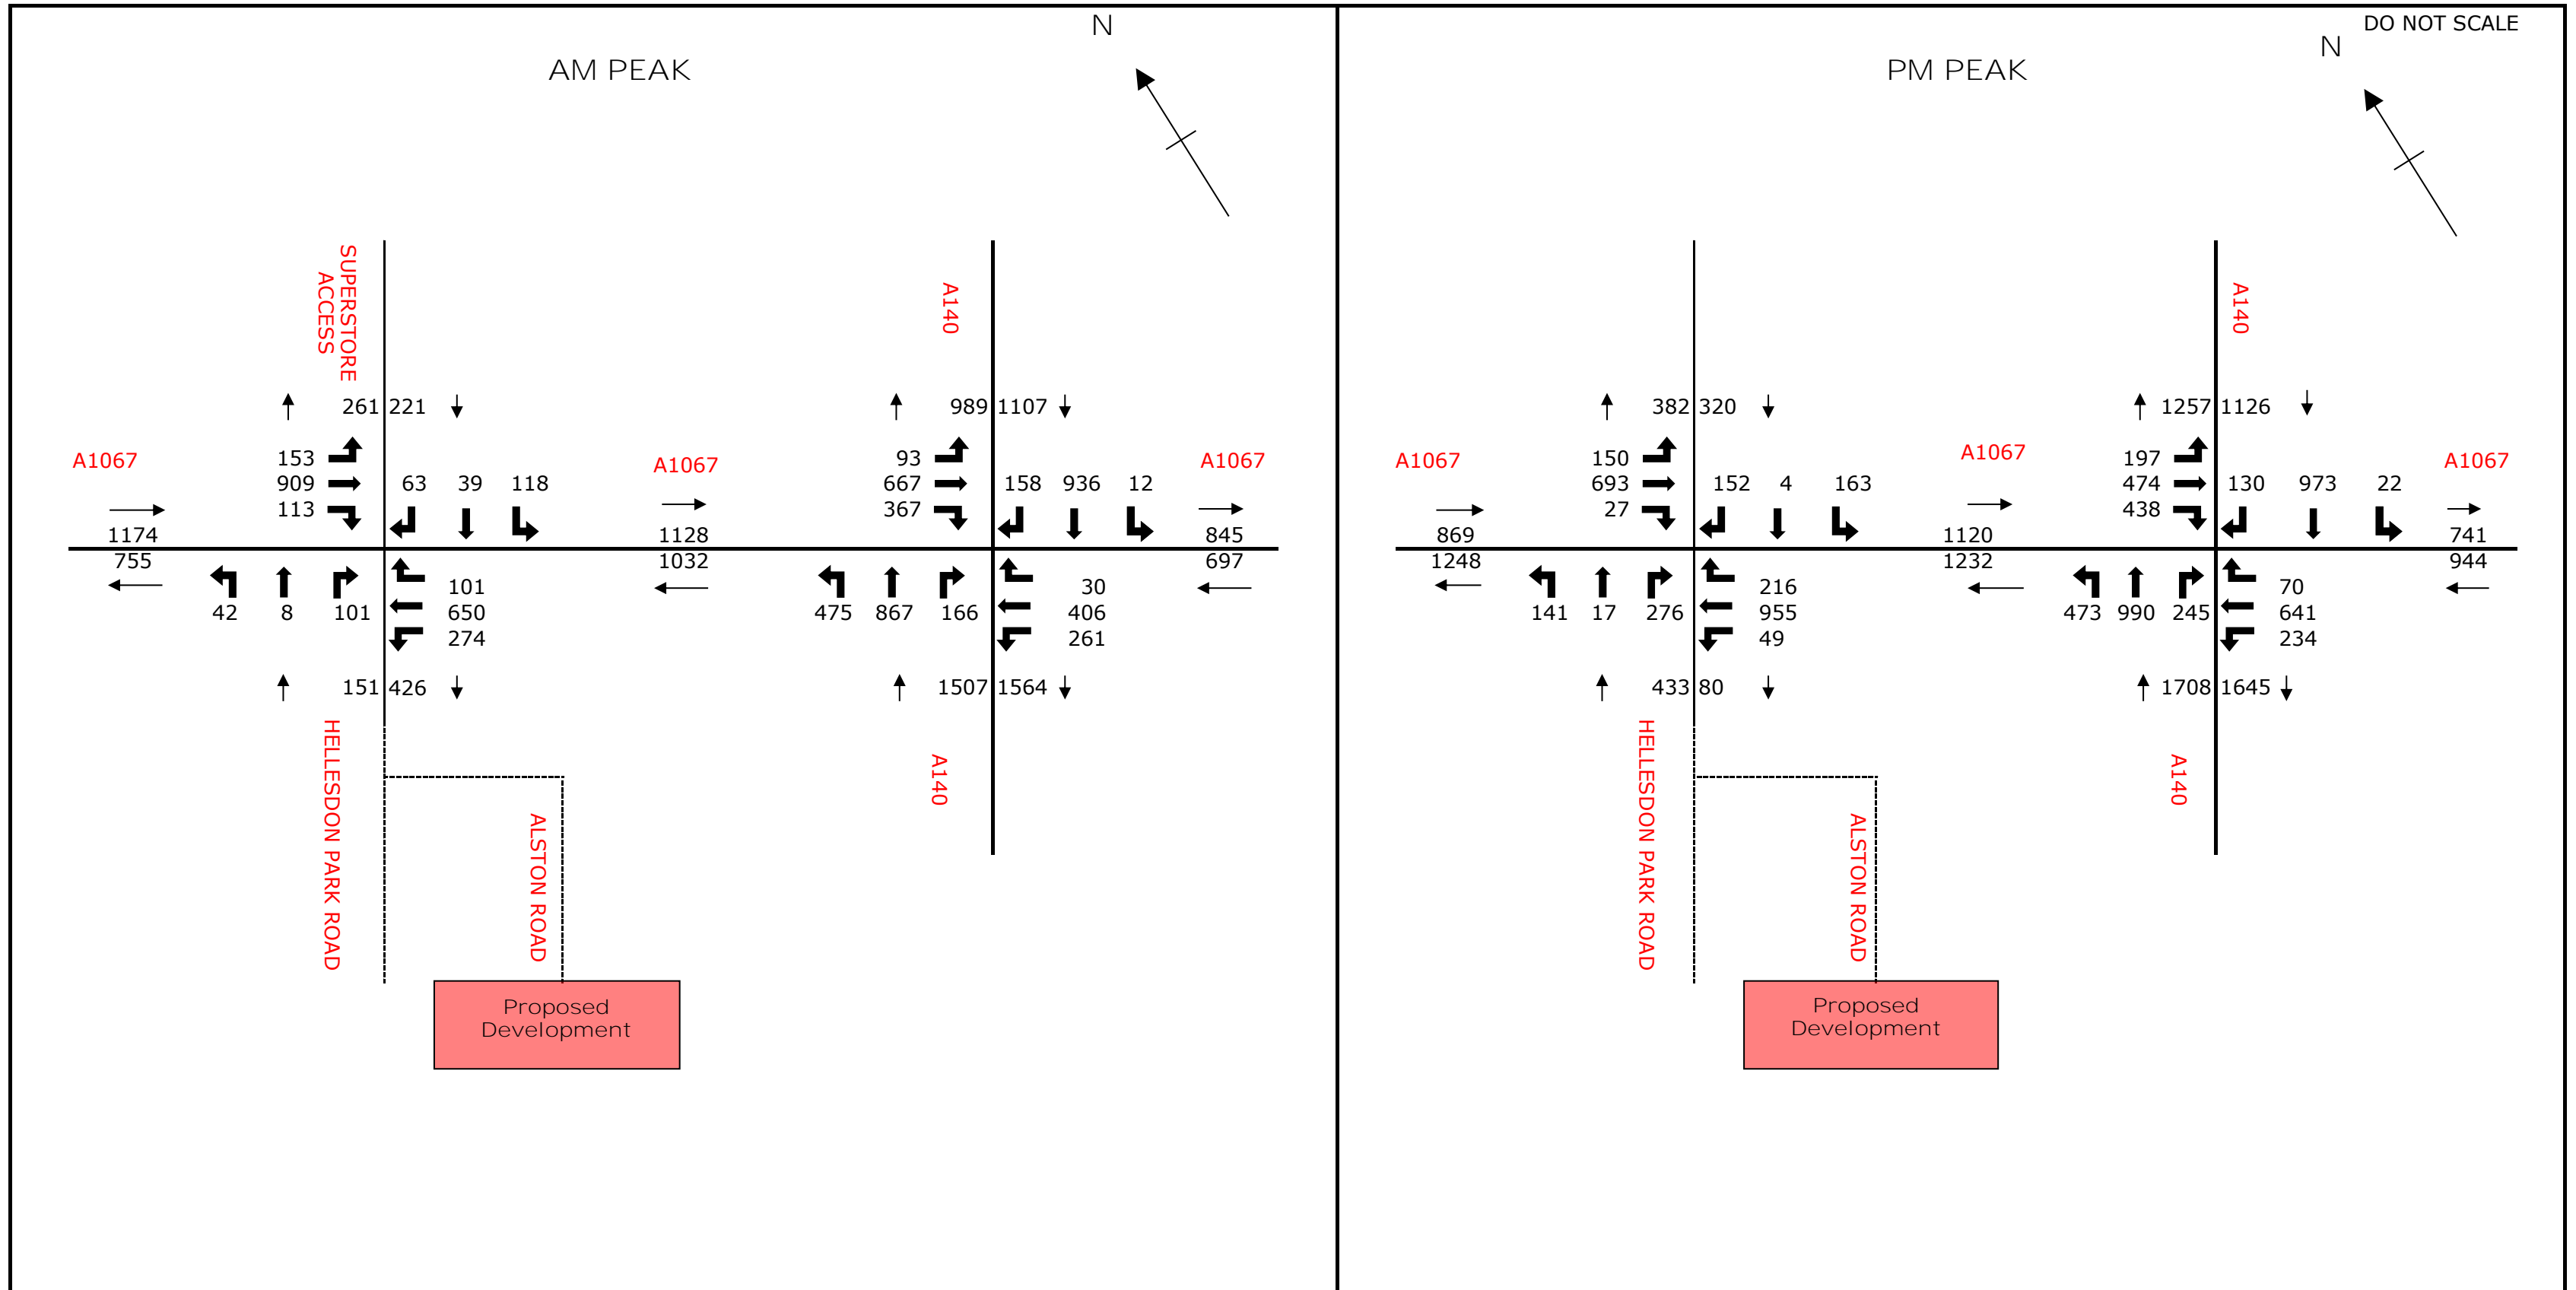 DO NOT SCALE
N
N
AM PEAK
PM PEAK
SUPERSTORE
ACCESS
A140
A140
261 221
989 1107
382 320
1257 1126
A1067
153
909
113
63 39 118
A1067
93
667
367
158 936 12
A1067
A1067
150
693
27
152 4 163
A1067
197
474
438
130 973 22
A1067
1174
755
1128
1032
845
697
869
1248
1120
1232
741
944
42 8 101
101
650
274
475 867 166
30
406
261
141 17 276
216
955
49
473 990 245
70
641
234
151 426
1507 1564
433 80
1708 1645
HELLESDON PARK ROAD
ALSTON ROAD
A140
HELLESDON PARK ROAD
ALSTON ROAD
A140
Proposed
Development
Proposed
Development